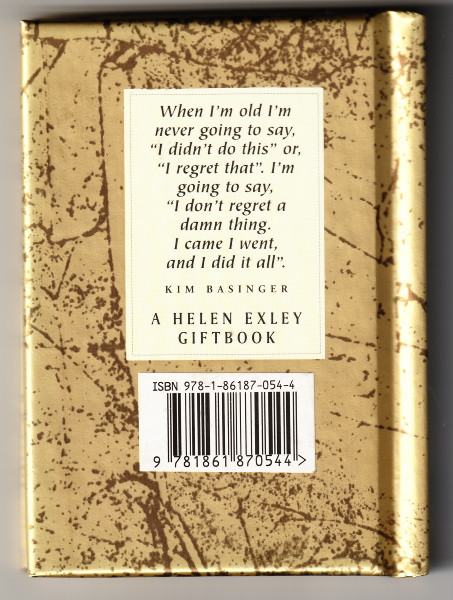 When I'm old I'm
never going to say,
“I didn't do this” or,
“I regret that”. I'm
going to say,
“I don't regret a
damn thing.
I came I went,
and I did it all”.
KIM BASINGER
A HELEN EXLEY
GIFTBOOK
ISBN 978-1-86187-054-4
9 781861 870544 >